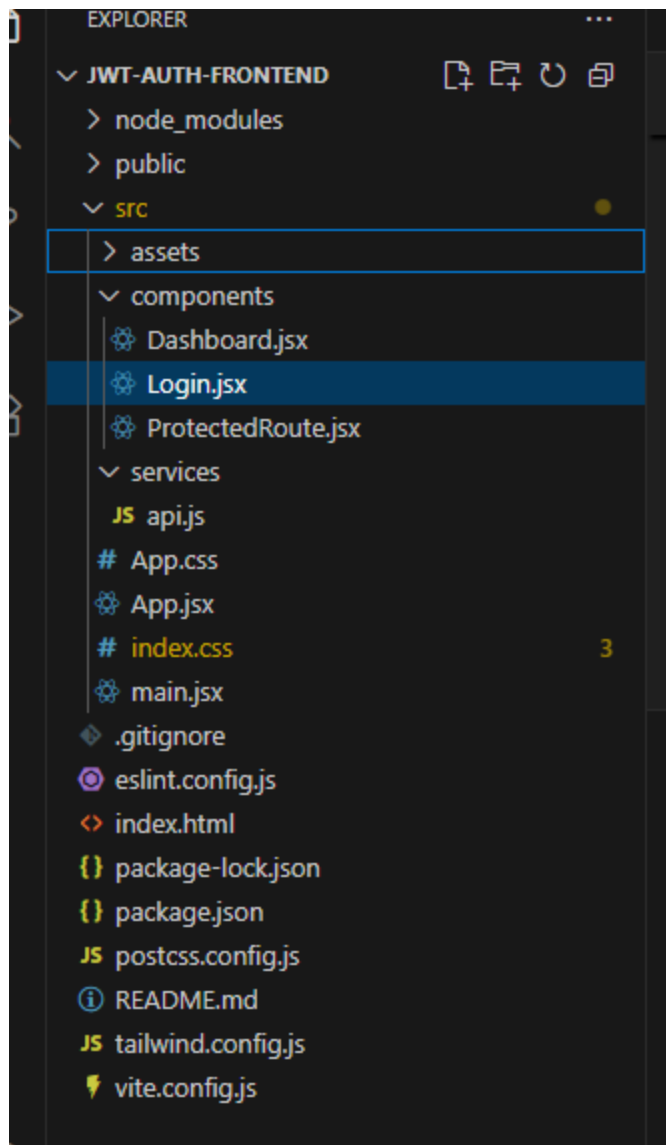 EXPLORER ...
JWT-AUTH-FRONTEND
node_modules
public
src
assets
components
Dashboard.jsx
Login.jsx
ProtectedRoute.jsx
services
JS api.js
# App.css
App.jsx
# index.css 3
main.jsx
.gitignore
eslint.config.js
<> index.html
{} package-lock.json
{} package.json
JS postcss.config.js
README.md
JS tailwind.config.js
vite.config.js